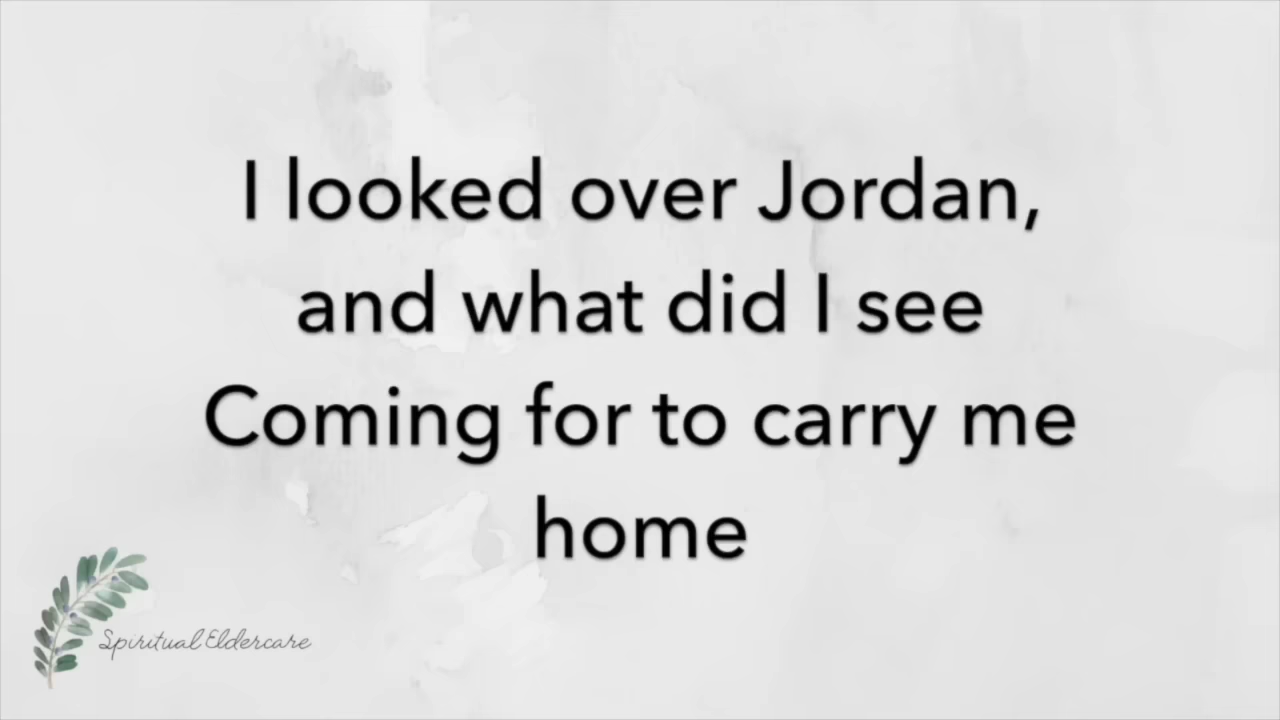 I looked over Jordan,
and what did I see
Coming for to carry me
home
Spiritual Eldercare